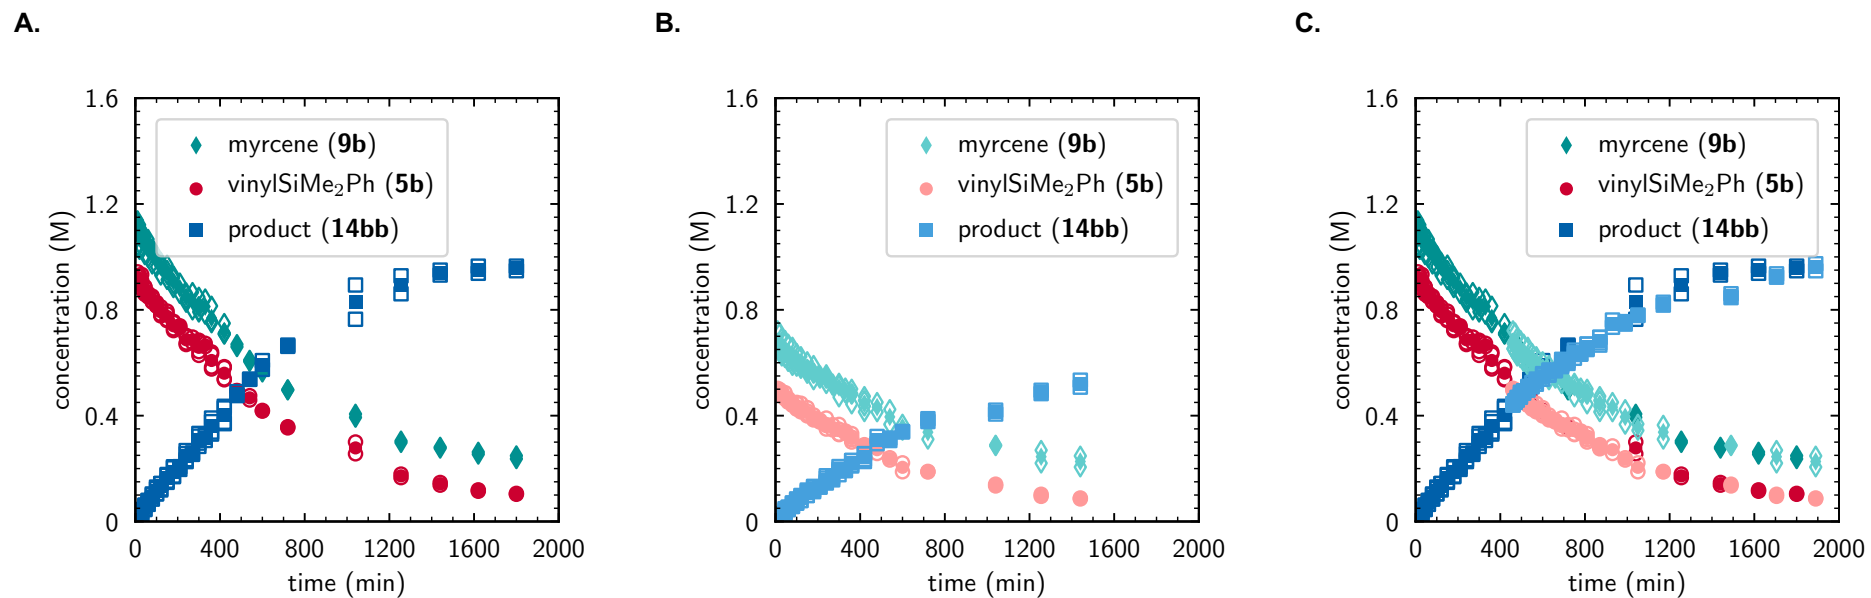 A.
B.
C.
1.6
1.2
0.8
0.4
0
concentration (M)
myrcene (9b)
vinylSiMe₂Ph (5b)
product (14bb)
0 400 800 1200 1600 2000
time (min)
1.6
1.2
0.8
0.4
0
concentration (M)
myrcene (9b)
vinylSiMe₂Ph (5b)
product (14bb)
0 400 800 1200 1600 2000
time (min)
1.6
1.2
0.8
0.4
0
concentration (M)
myrcene (9b)
vinylSiMe₂Ph (5b)
product (14bb)
0 400 800 1200 1600 2000
time (min)